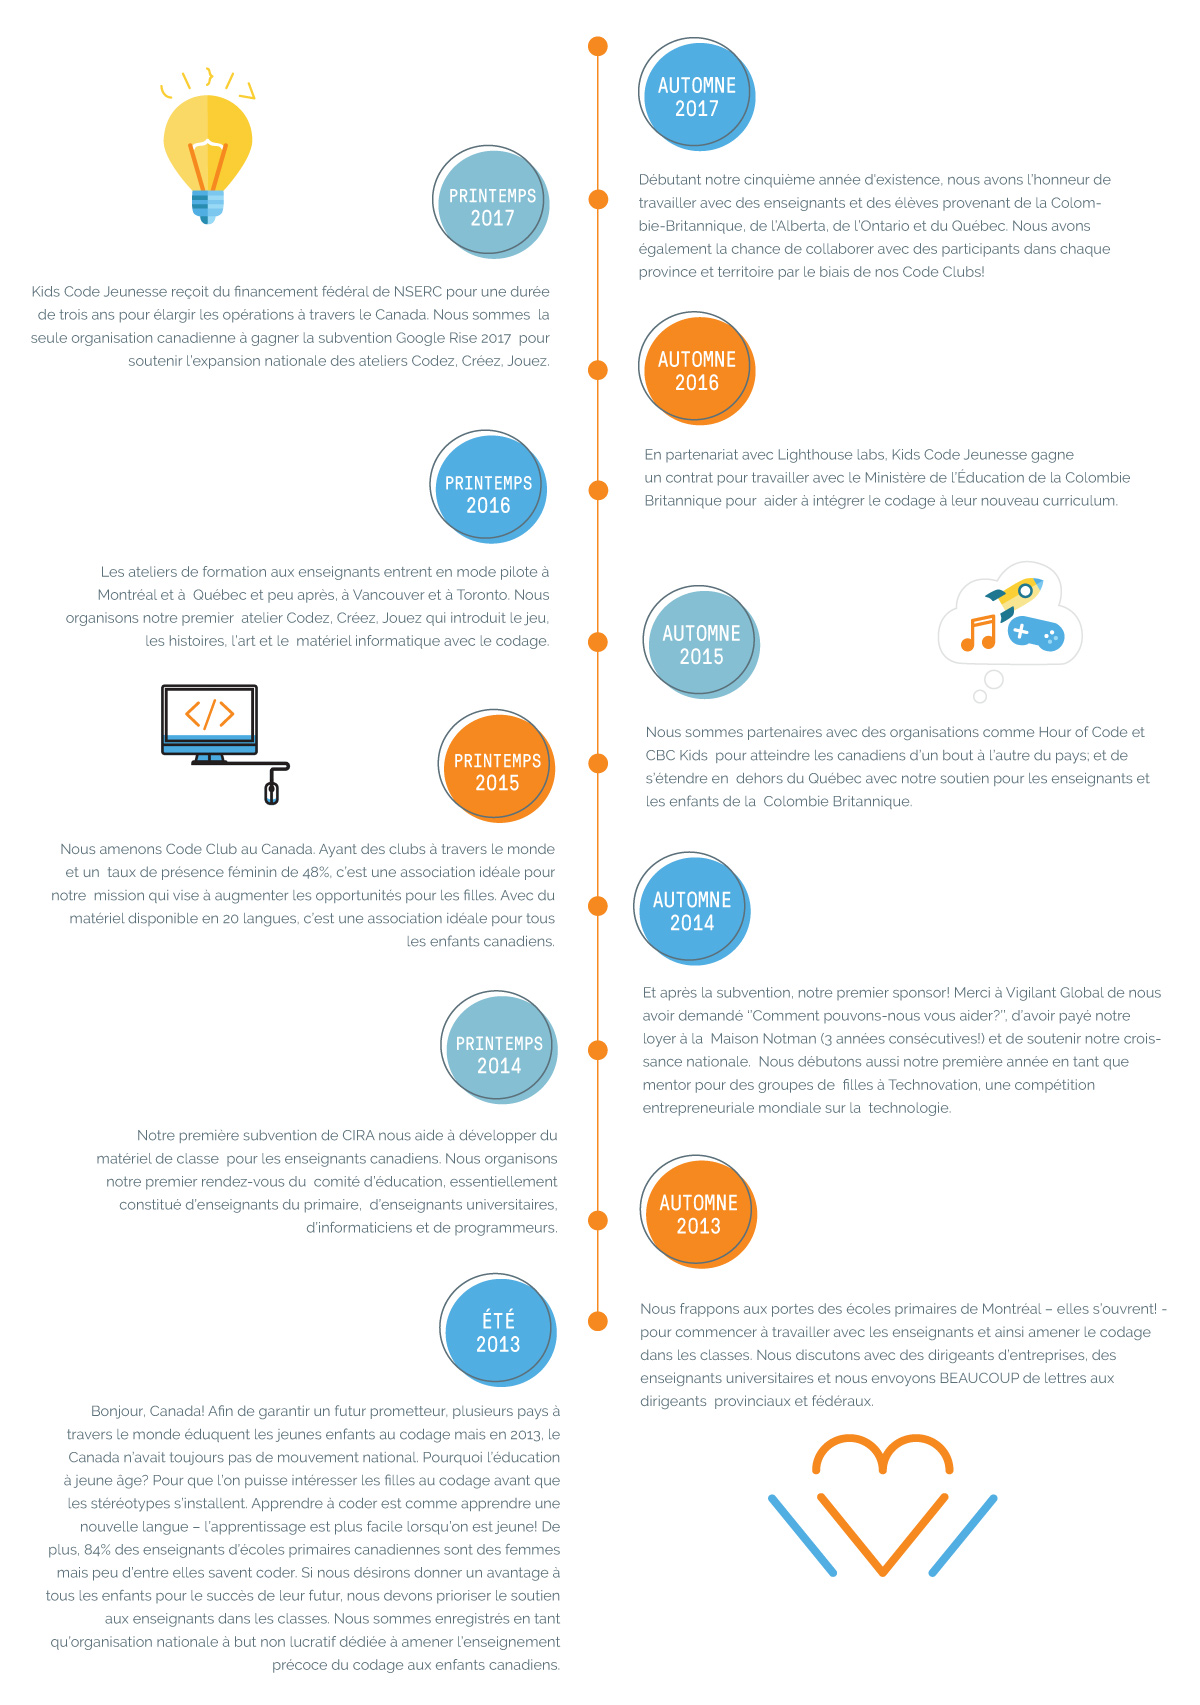 AUTOMNE
2017
Débutant notre cinquième année d'existence, nous avons l'honneur de
travailler avec des enseignants et des élèves provenant de la Colom-
bie-Britannique, de l'Alberta, de l'Ontario et du Québec. Nous avons
également la chance de collaborer avec des participants dans chaque
province et territoire par le biais de nos Code Clubs!
PRINTEMPS
2017
Kids Code Jeunesse reçoit du financement fédéral de NSERC pour une durée
de trois ans pour élargir les opérations à travers le Canada. Nous sommes la
seule organisation canadienne à gagner la subvention Google Rise 2017 pour
soutenir l'expansion nationale des ateliers Codez, Créez, Jouez.
AUTOMNE
2016
En partenariat avec Lighthouse labs, Kids Code Jeunesse gagne
un contrat pour travailler avec le Ministère de l'Éducation de la Colombie
Britannique pour aider à intégrer le codage à leur nouveau curriculum.
PRINTEMPS
2016
Les ateliers de formation aux enseignants entrent en mode pilote à
Montréal et à Québec et peu après, à Vancouver et à Toronto. Nous
organisons notre premier atelier Codez, Créez, Jouez qui introduit le jeu,
les histoires, l'art et le matériel informatique avec le codage.
AUTOMNE
2015
Nous sommes partenaires avec des organisations comme Hour of Code et
CBC Kids pour atteindre les canadiens d'un bout à l'autre du pays; et de
s'étendre en dehors du Québec avec notre soutien pour les enseignants et
les enfants de la Colombie Britannique.
</>
PRINTEMPS
2015
Nous amenons Code Club au Canada. Ayant des clubs à travers le monde
et un taux de présence féminin de 48%, c'est une association idéale pour
notre mission qui vise à augmenter les opportunités pour les filles. Avec du
matériel disponible en 20 langues, c'est une association idéale pour tous
les enfants canadiens.
AUTOMNE
2014
Et après la subvention, notre premier sponsor! Merci à Vigilant Global de nous
avoir demandé ''Comment pouvons-nous vous aider?'', d'avoir payé notre
loyer à la Maison Notman (3 années consécutives!) et de soutenir notre crois-
sance nationale. Nous débutons aussi notre première année en tant que
mentor pour des groupes de filles à Technovation, une compétition
entrepreneuriale mondiale sur la technologie.
PRINTEMPS
2014
Notre première subvention de CIRA nous aide à développer du
matériel de classe pour les enseignants canadiens. Nous organisons
notre premier rendez-vous du comité d'éducation, essentiellement
constitué d'enseignants du primaire, d'enseignants universitaires,
d'informaticiens et de programmeurs.
AUTOMNE
2013
Nous frappons aux portes des écoles primaires de Montréal – elles s'ouvrent! -
pour commencer à travailler avec les enseignants et ainsi amener le codage
dans les classes. Nous discutons avec des dirigeants d'entreprises, des
enseignants universitaires et nous envoyons BEAUCOUP de lettres aux
dirigeants provinciaux et fédéraux.
ÉTÉ
2013
Bonjour, Canada! Afin de garantir un futur prometteur, plusieurs pays à
travers le monde éduquent les jeunes enfants au codage mais en 2013, le
Canada n'avait toujours pas de mouvement national. Pourquoi l'éducation
à jeune âge? Pour que l'on puisse intéresser les filles au codage avant que
les stéréotypes s'installent. Apprendre à coder est comme apprendre une
nouvelle langue – l'apprentissage est plus facile lorsqu'on est jeune! De
plus, 84% des enseignants d'écoles primaires canadiennes sont des femmes
mais peu d'entre elles savent coder. Si nous désirons donner un avantage à
tous les enfants pour le succès de leur futur, nous devons prioriser le soutien
aux enseignants dans les classes. Nous sommes enregistrés en tant
qu'organisation nationale à but non lucratif dédiée à amener l'enseignement
précoce du codage aux enfants canadiens.